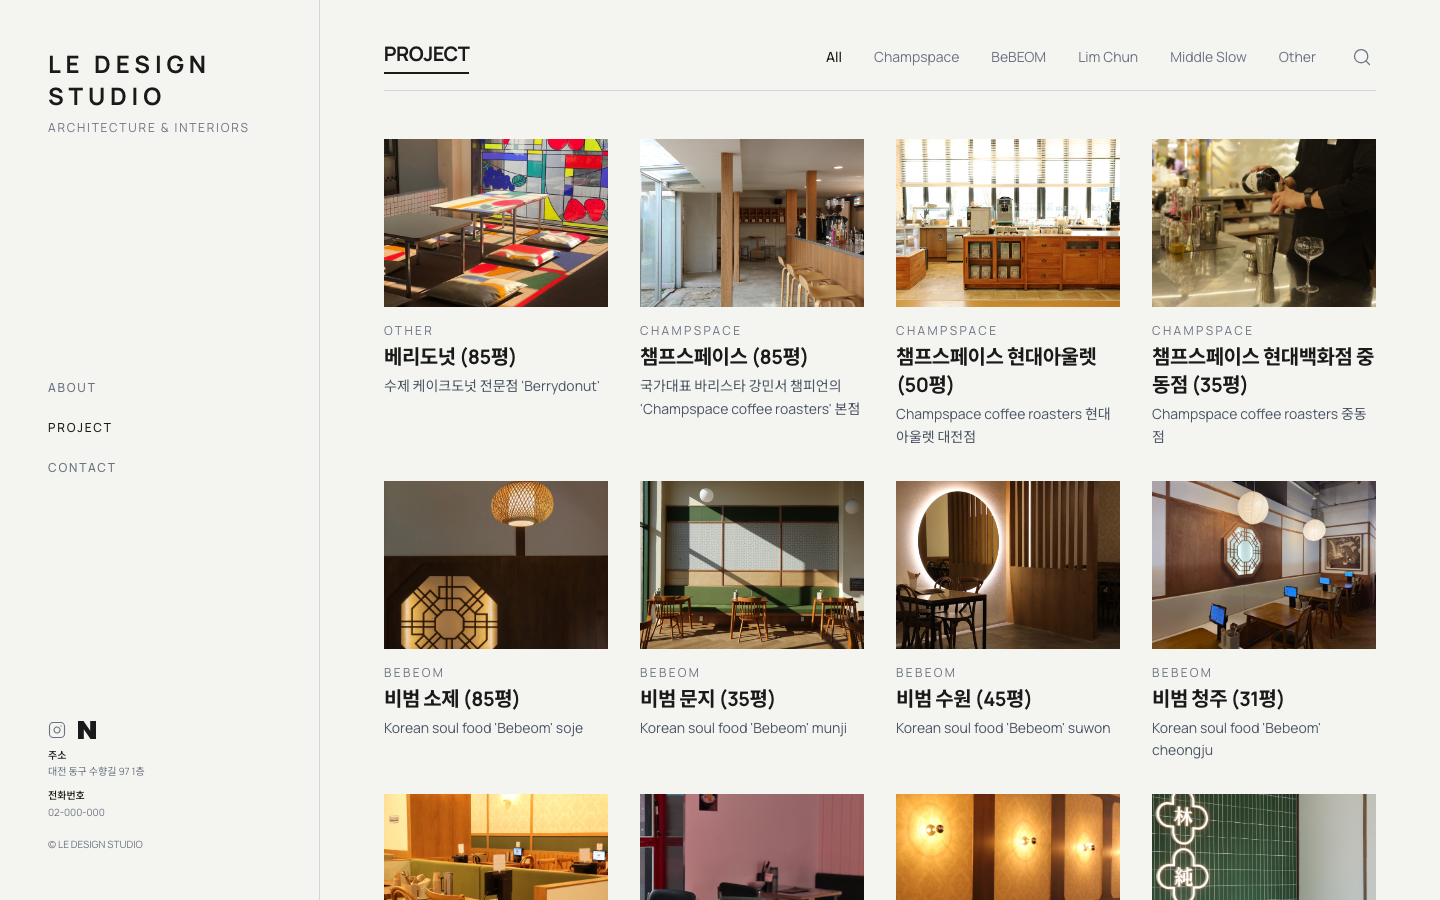 LE DESIGN
STUDIO
ARCHITECTURE & INTERIORS
ABOUT
PROJECT
CONTACT
N
주소
대전 동구 수향길 97 1층
전화번호
02-000-000
© LE DESIGN STUDIO
PROJECT
All Champspace BeBEOM Lim Chun Middle Slow Other
OTHER
베리도넛 (85평)
수제 케이크도넛 전문점 'Berrydonut'
CHAMPSPACE
챔프스페이스 (85평)
국가대표 바리스타 강민서 챔피언의
'Champspace coffee roasters' 본점
CHAMPSPACE
챔프스페이스 현대아울렛
(50평)
Champspace coffee roasters 현대
아울렛 대전점
CHAMPSPACE
챔프스페이스 현대백화점 중
동점 (35평)
Champspace coffee roasters 중동
점
BEBEOM
비범 소제 (85평)
Korean soul food 'Bebeom' soje
BEBEOM
비범 문지 (35평)
Korean soul food 'Bebeom' munji
BEBEOM
비범 수원 (45평)
Korean soul food 'Bebeom' suwon
BEBEOM
비범 청주 (31평)
Korean soul food 'Bebeom'
cheongju
林
純